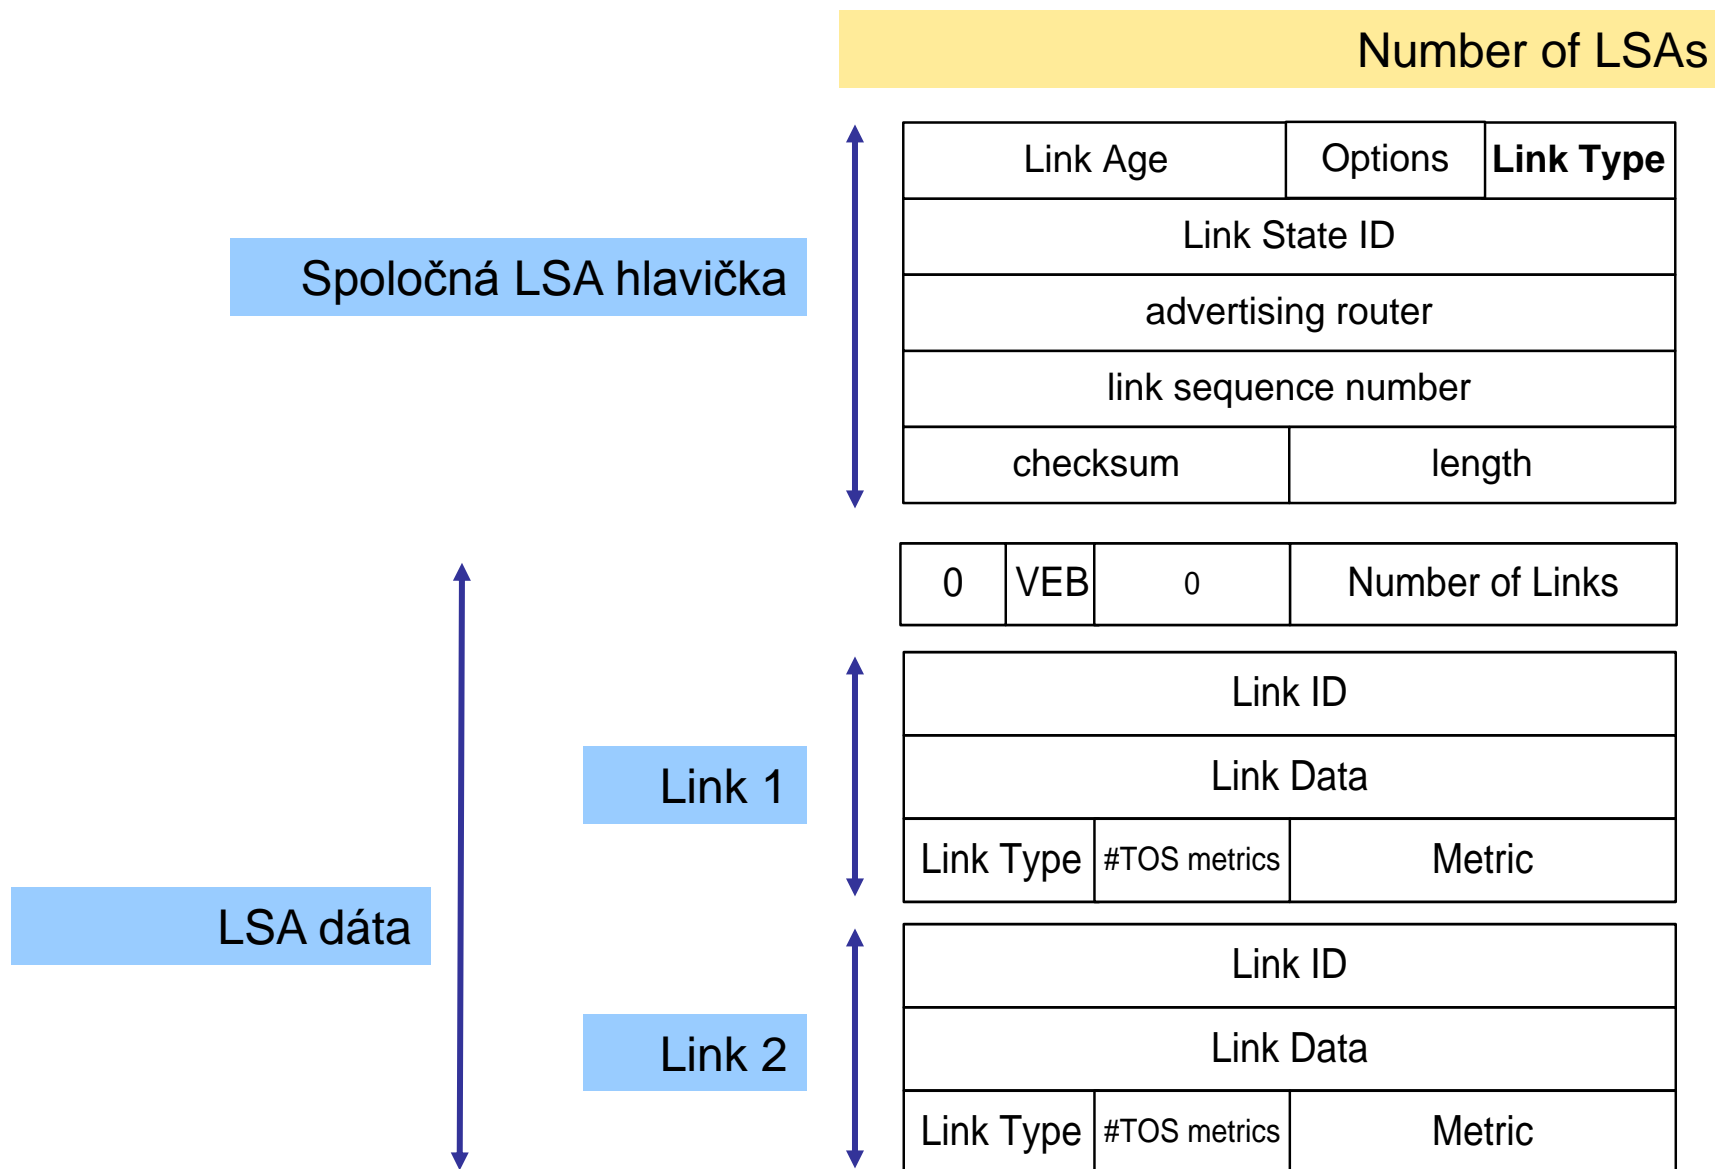 Number of LSAs
Link Age Options Link Type
Link State ID
Spoločná LSA hlavička
advertising router
link sequence number
checksum length
0 VEB 0 Number of Links
Link ID
Link 1
Link Data
Link Type #TOS metrics Metric
LSA dáta
Link ID
Link 2
Link Data
Link Type #TOS metrics Metric